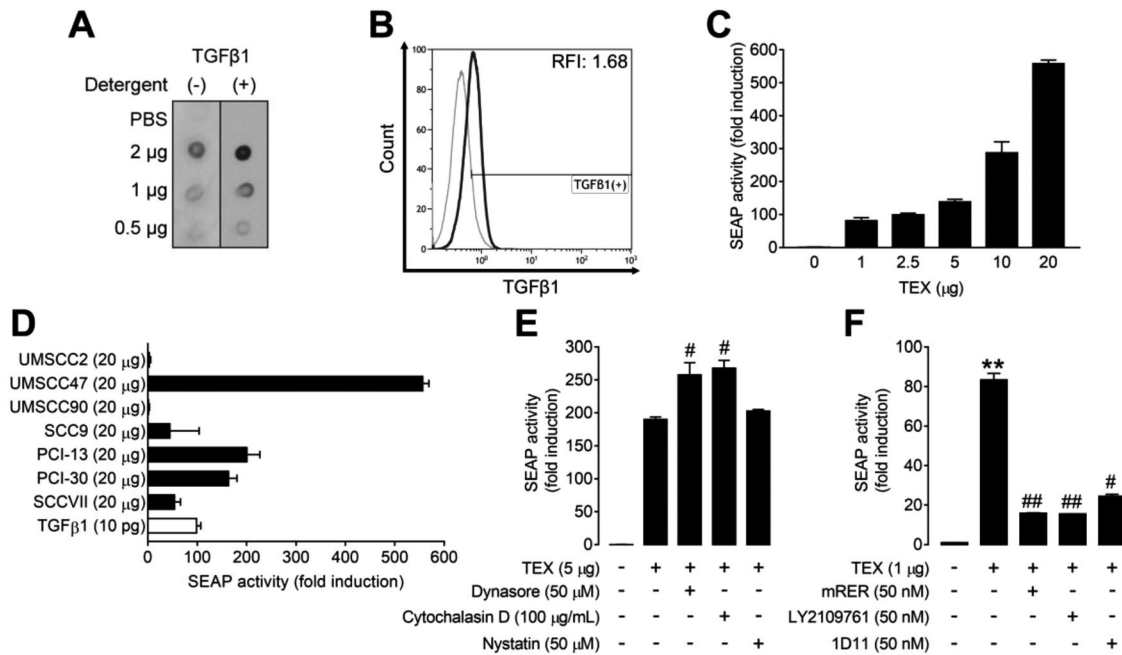 A
TGFβ1
Detergent (-) (+)
PBS
2 μg
1 μg
0.5 μg
B
RFI: 1.68
Count
100
80
60
40
20
0
TGFβ1(+)
10⁰ 10¹ 10² 10³
TGFβ1
C
SEAP activity (fold induction)
600
500
400
300
200
100
0
0 1 2.5 5 10 20
TEX (μg)
D
UMSCC2 (20 μg)
UMSCC47 (20 μg)
UMSCC90 (20 μg)
SCC9 (20 μg)
PCI-13 (20 μg)
PCI-30 (20 μg)
SCCVII (20 μg)
TGFβ1 (10 pg)
0 100 200 300 400 500 600
SEAP activity (fold induction)
E
SEAP activity
(fold induction)
300
250
200
150
100
50
0
# #
TEX (5 μg) - + + + +
Dynasore (50 μM) - - + - -
Cytochalasin D (100 μg/mL) - - - + -
Nystatin (50 μM) - - - - +
F
SEAP activity
(fold induction)
100
80
60
40
20
0
** ## ## #
TEX (1 μg) - + + + +
mRER (50 nM) - - + - -
LY2109761 (50 nM) - - - + -
1D11 (50 nM) - - - - +